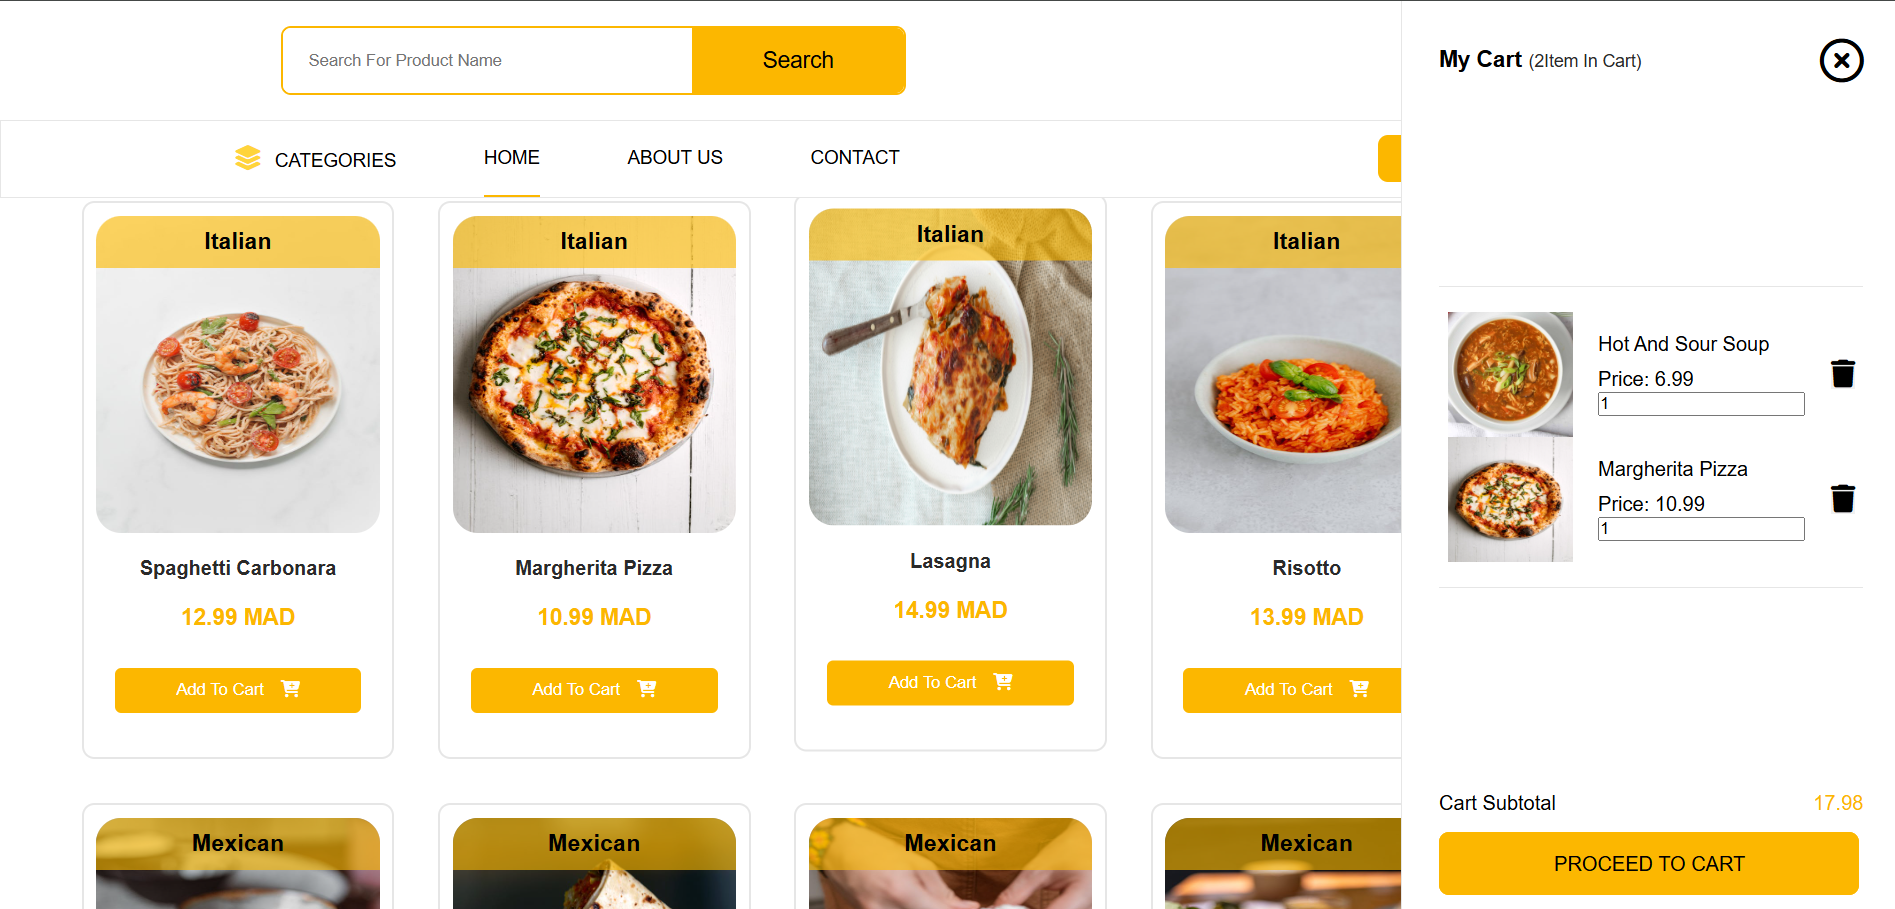 Search For Product Name
Search
My Cart (2Item In Cart)
CATEGORIES
HOME
ABOUT US
CONTACT
Italian
Italian
Italian
Italian
Spaghetti Carbonara
Margherita Pizza
Lasagna
Risotto
12.99 MAD
10.99 MAD
14.99 MAD
13.99 MAD
Add To Cart
Add To Cart
Add To Cart
Add To Cart
Mexican
Mexican
Mexican
Mexican
Hot And Sour Soup
Price: 6.99
1
Margherita Pizza
Price: 10.99
1
Cart Subtotal
17.98
PROCEED TO CART